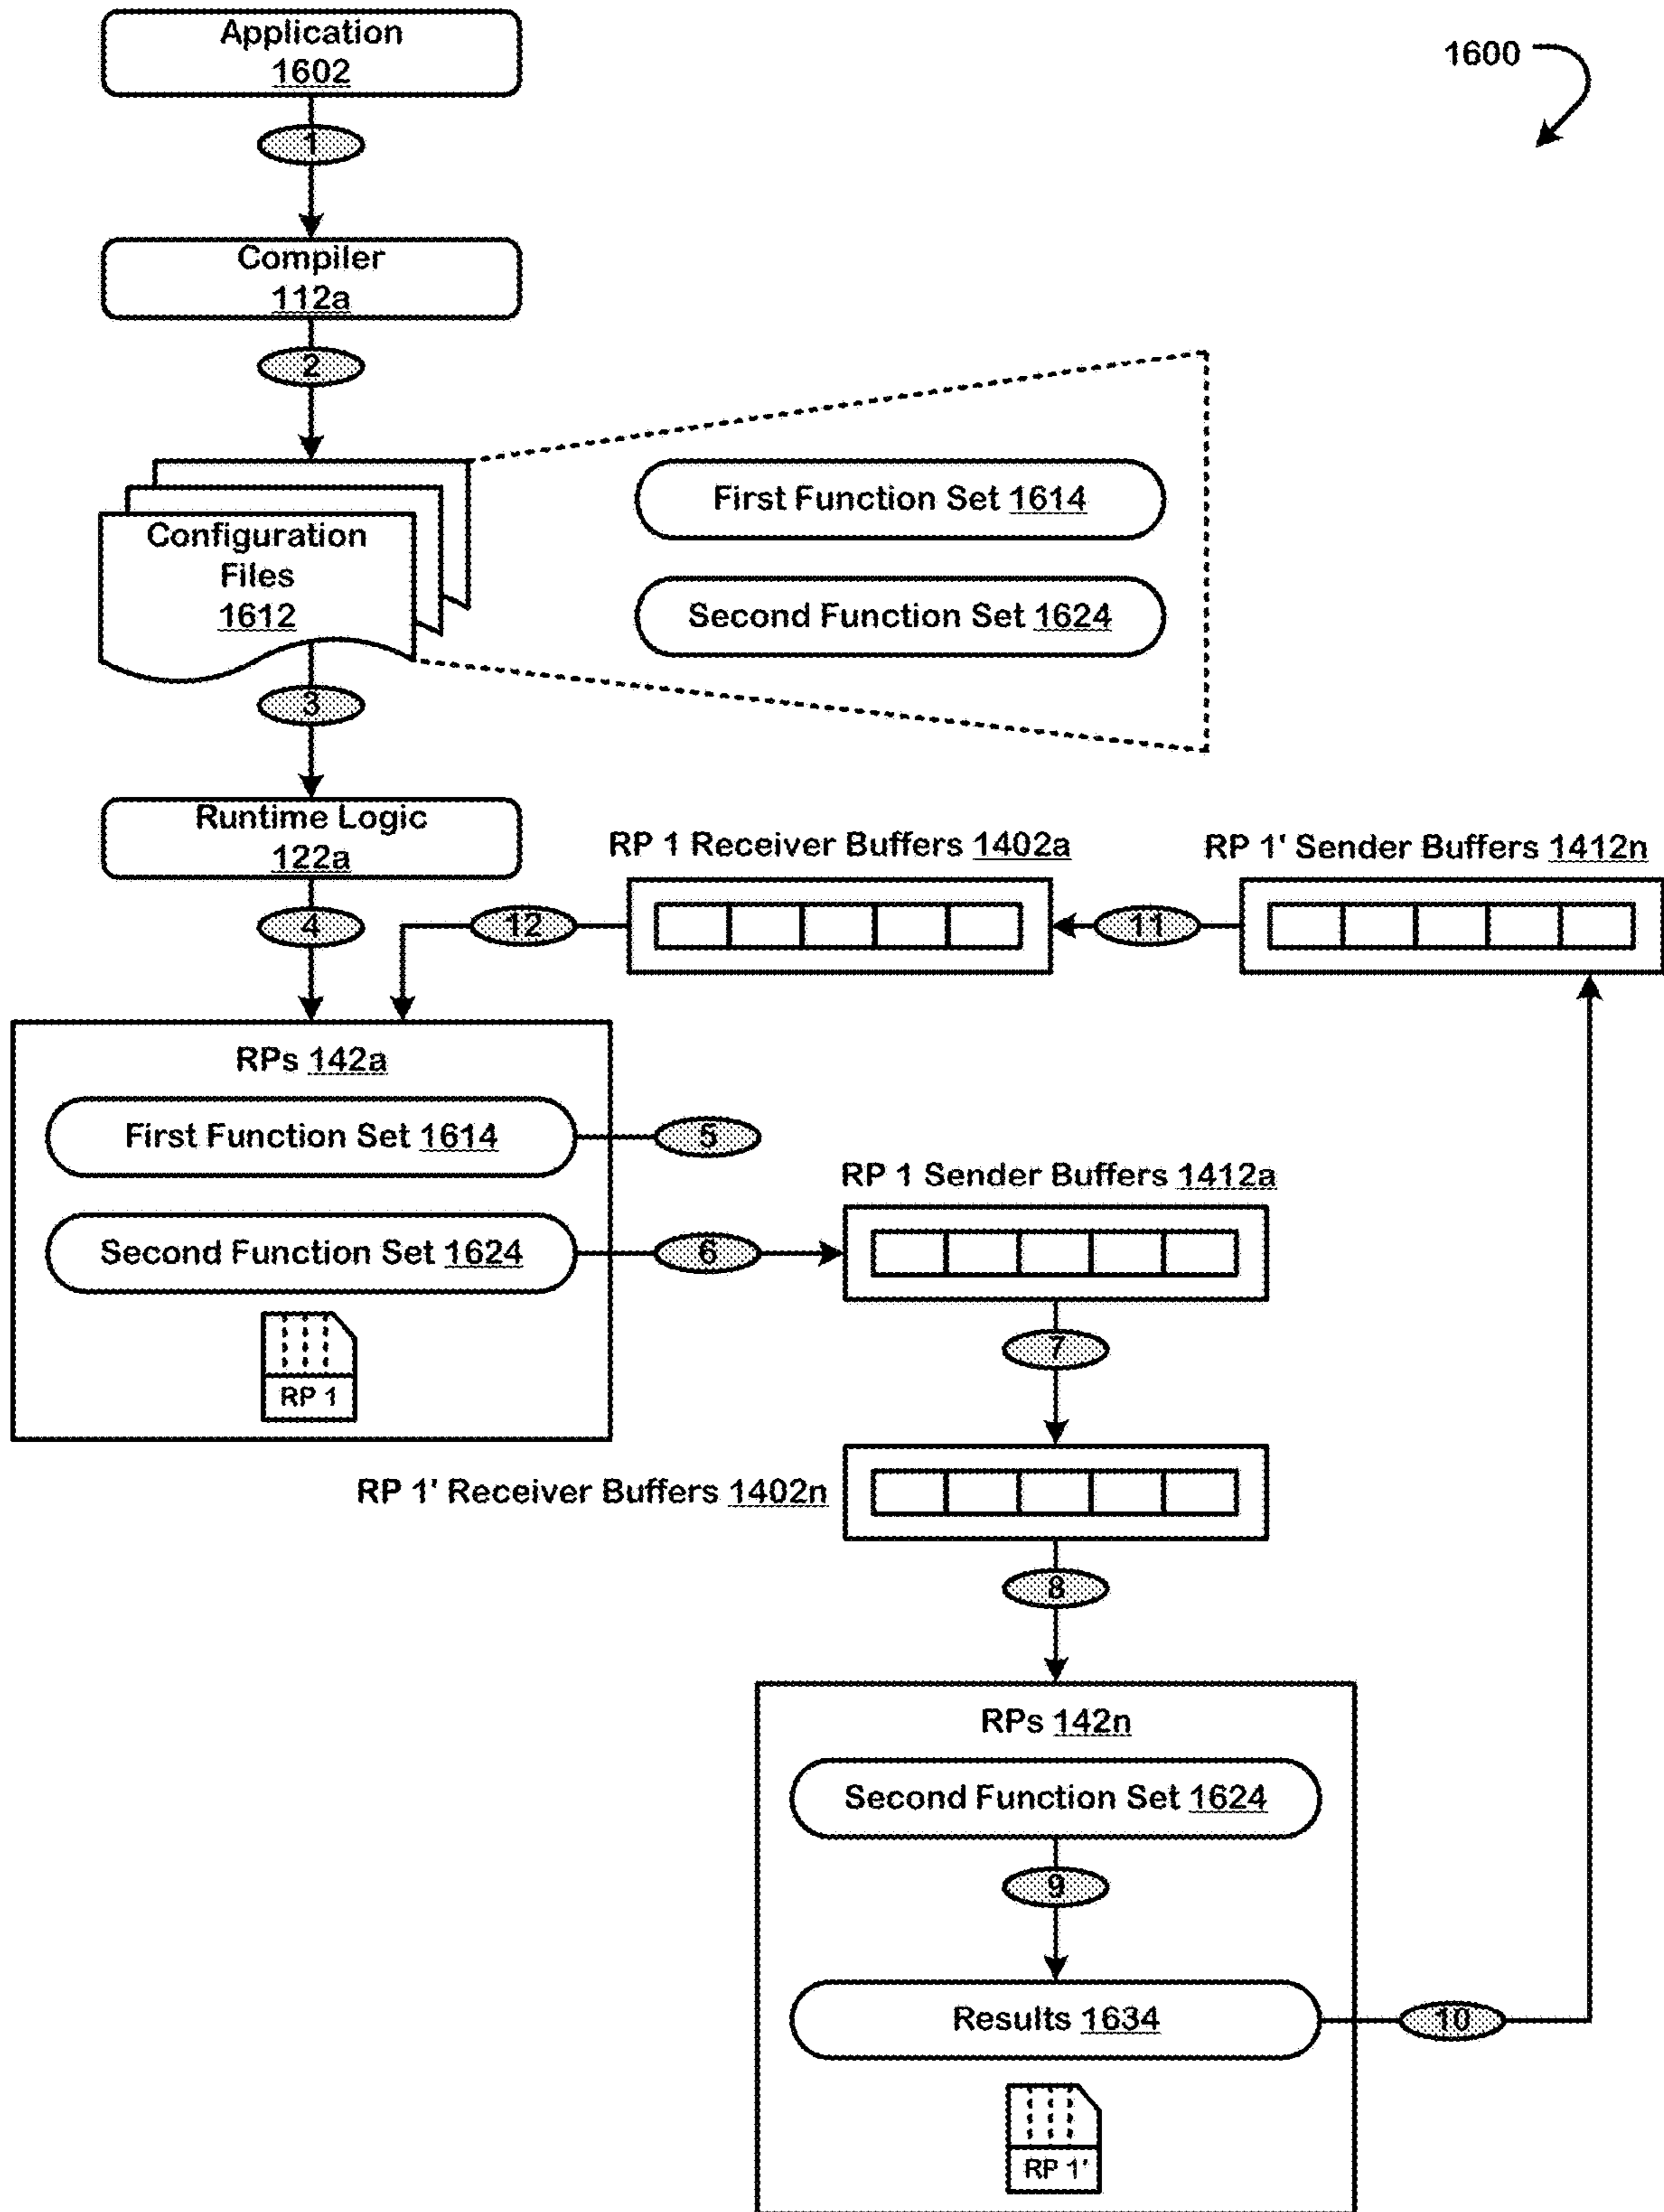 Application
1602
1600
1
Compiler
112a
2
First Function Set 1614
Configuration
Files
1612
Second Function Set 1624
3
Runtime Logic
122a
RP 1 Receiver Buffers 1402a
RP 1' Sender Buffers 1412n
4
12
11
RPs 142a
First Function Set 1614
5
RP 1 Sender Buffers 1412a
Second Function Set 1624
6
7
RP 1
RP 1' Receiver Buffers 1402n
8
RPs 142n
Second Function Set 1624
9
Results 1634
10
RP 1'